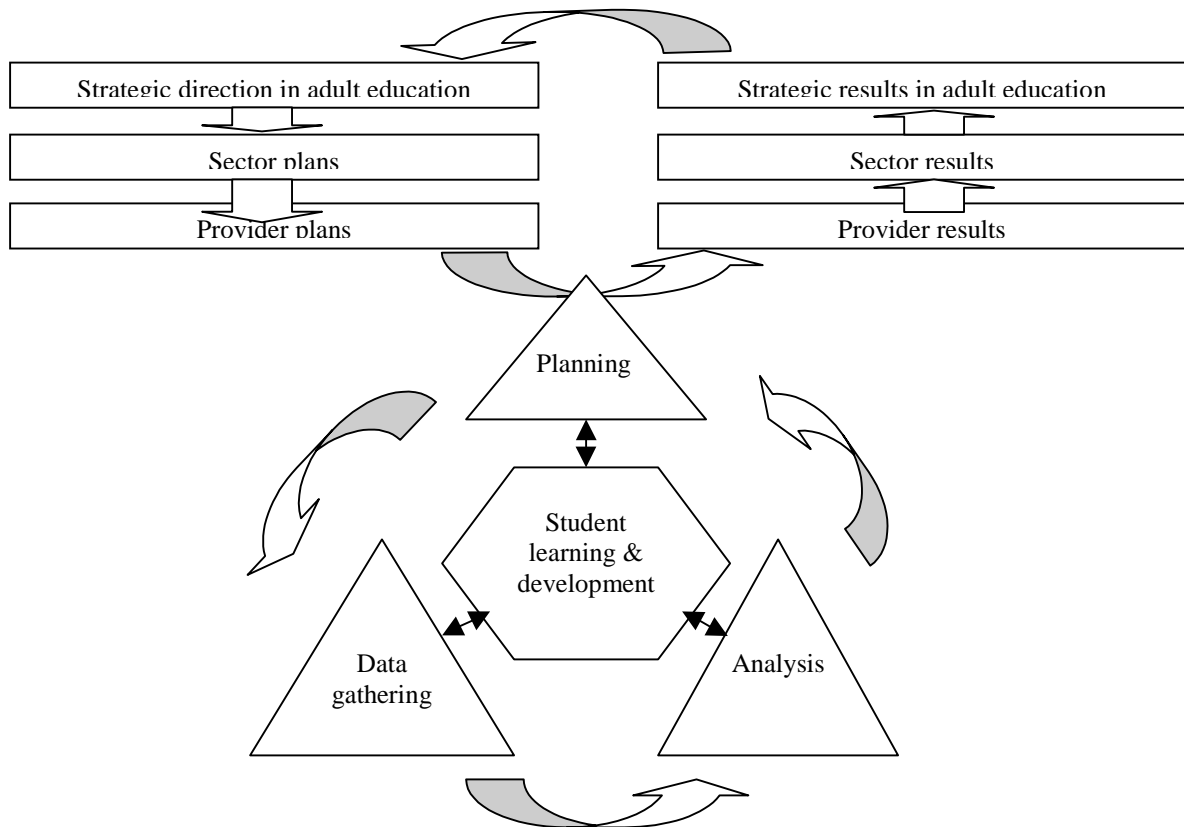 Strategic direction in adult education
Strategic results in adult education
Sector plans
Sector results
Provider plans
Provider results
Planning
Student
learning &
development
Data
gathering
Analysis